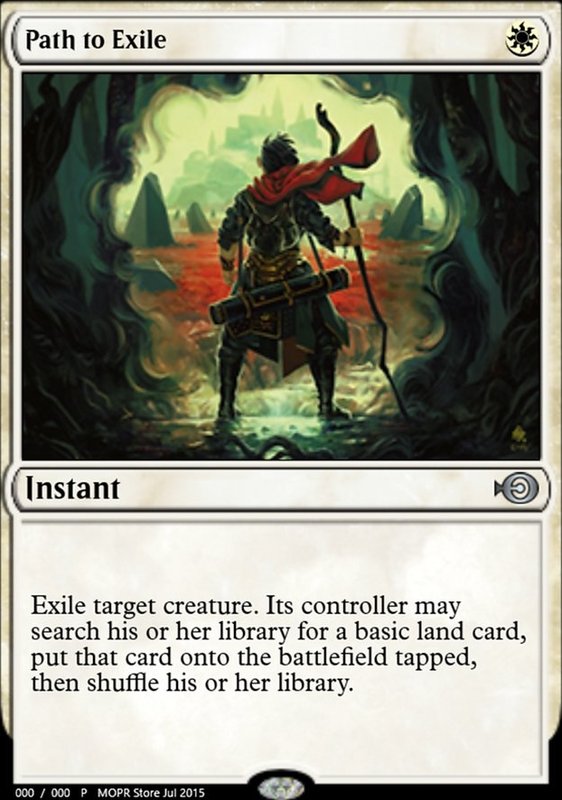 Path to Exile
Instant
Exile target creature. Its controller may
search his or her library for a basic land card,
put that card onto the battlefield tapped,
then shuffle his or her library.
000 / 000 P MOPR Store Jul 2015